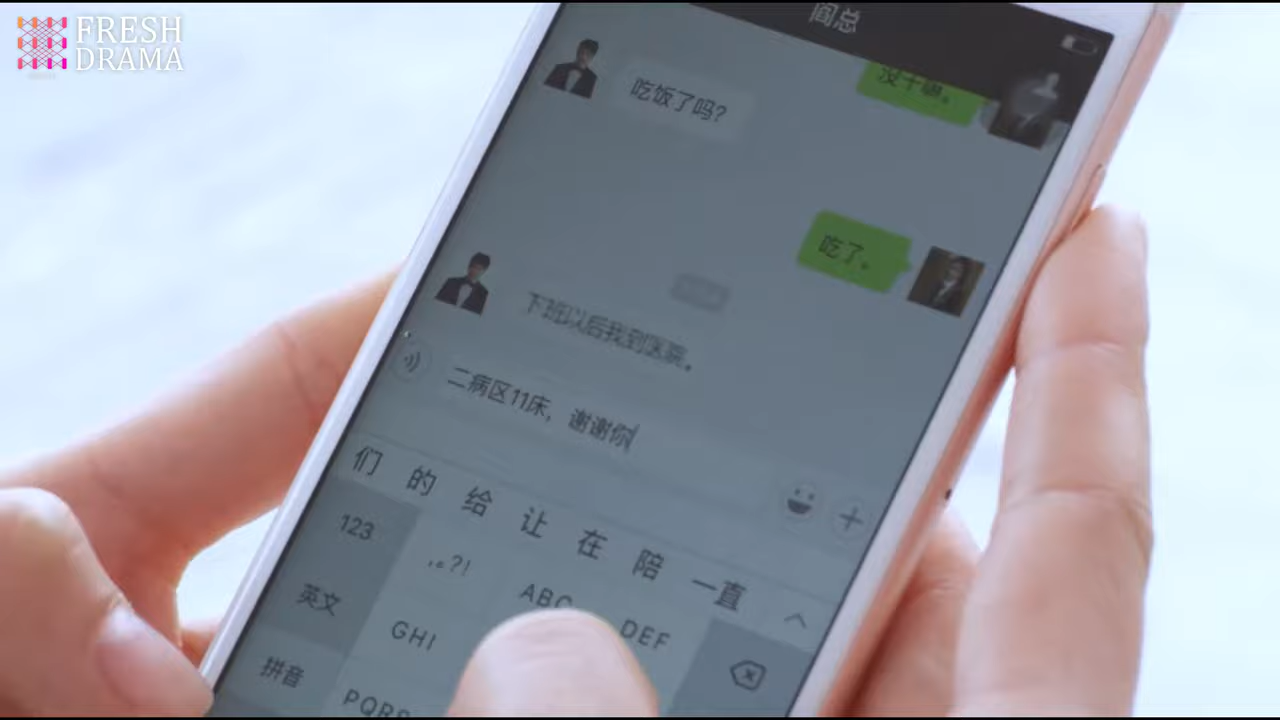 FRESH
DRAMA
阎总
吃饭了吗?
吃了。
下班以后我到医院。
二病区11床，谢谢你
们 的 给 让 在 陪 一直
123
,。?!
ABC
DEF
英文
GHI
拼音
PQRS